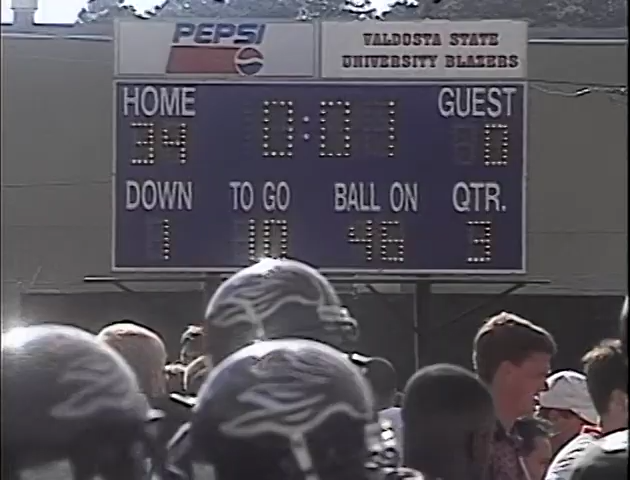 PEPSI
VALDOSTA STATE
UNIVERSITY BLAZERS
HOME 0:01 GUEST
34 0
DOWN TO GO BALL ON QTR.
1 10 46 3